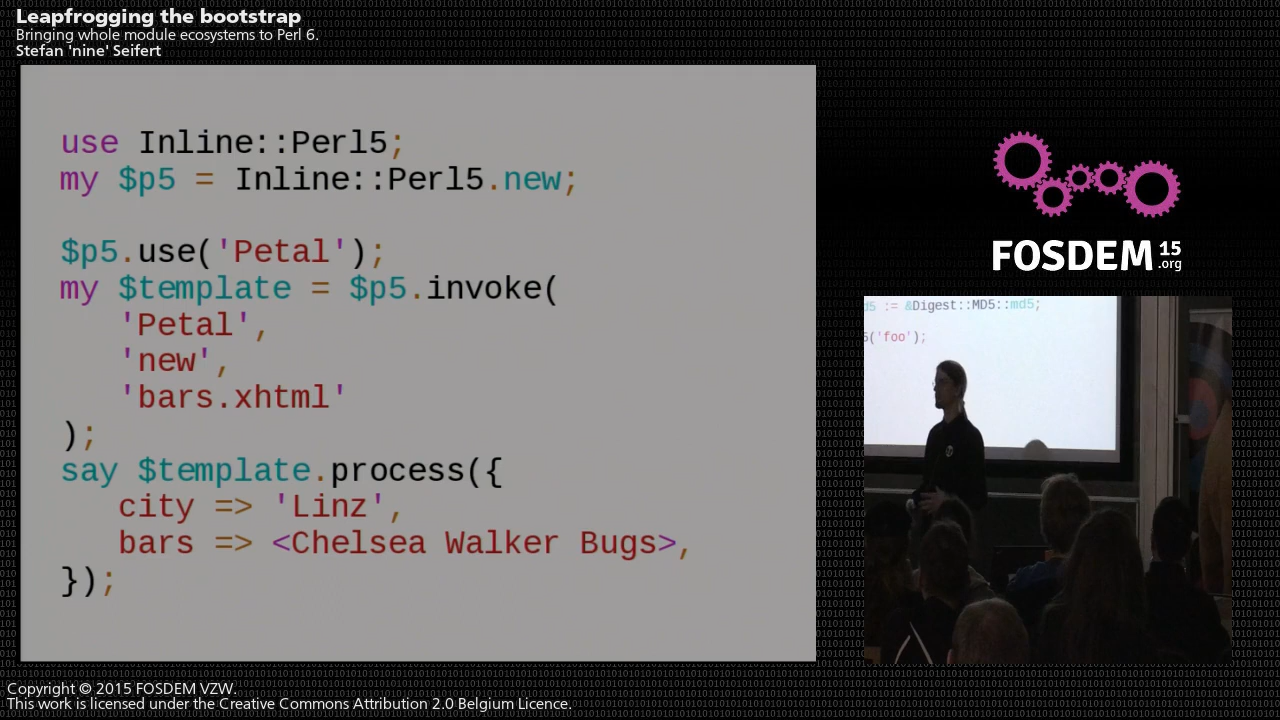 Leapfrogging the bootstrap
Bringing whole module ecosystems to Perl 6.
Stefan 'nine' Seifert
use Inline::Perl5;
my $p5 = Inline::Perl5.new;
$p5.use('Petal');
my $template = $p5.invoke(
'Petal',
'new',
'bars.xhtml'
);
say $template.process({
city => 'Linz',
bars => <Chelsea Walker Bugs>,
});
FOSDEM 15
.org
:= &Digest::MD5::md5;
('foo');
Copyright © 2015 FOSDEM VZW.
This work is licensed under the Creative Commons Attribution 2.0 Belgium Licence.